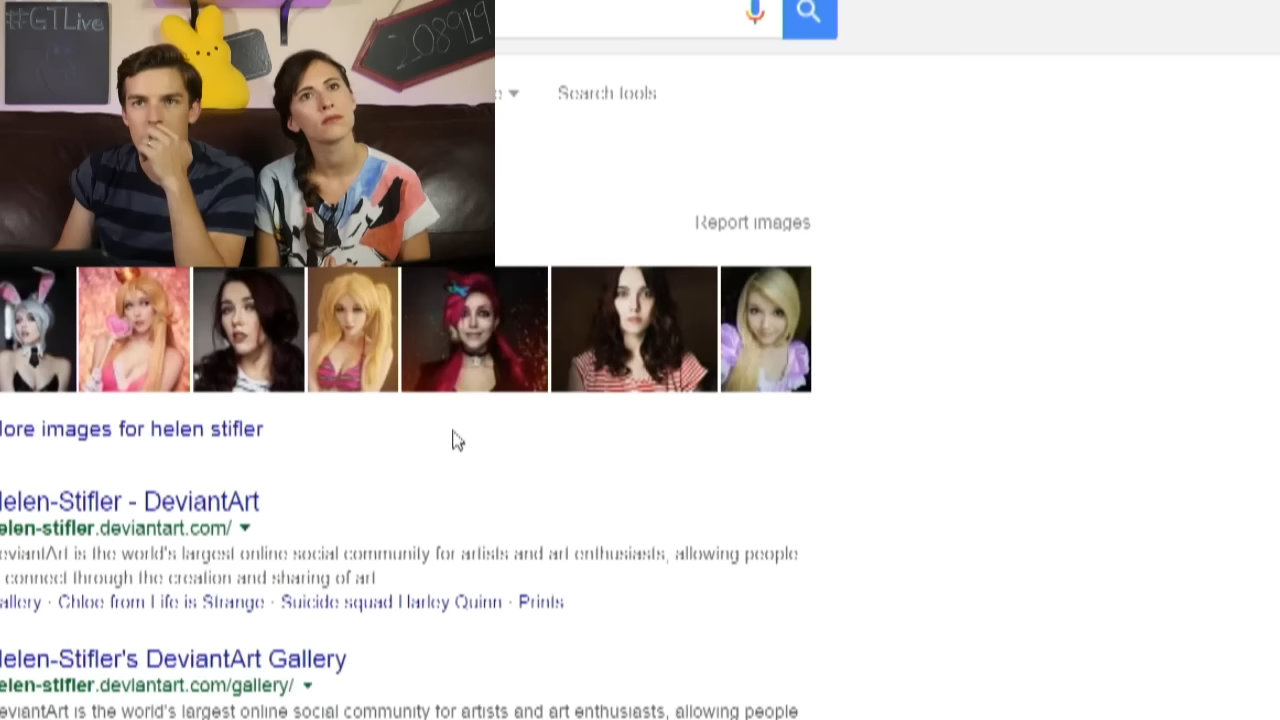 #GTLive
208919
Search tools
Report images
lore images for helen stifler
lelen-Stifler - DeviantArt
elen-stifler.deviantart.com/
eviantArt is the world's largest online social community for artists and art enthusiasts, allowing people
connect through the creation and sharing of art
allery · Chloe from Life is Strange · Suicide squad Harley Quinn · Prints
lelen-Stifler's DeviantArt Gallery
elen-stifler.deviantart.com/gallery/
eviantArt is the world's largest online social community for artists and art enthusiasts, allowing people